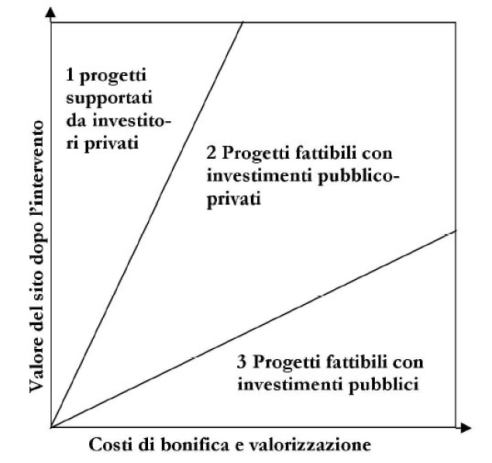 1 progetti
supportati
da investito-
ri privati
2 Progetti fattibili con
investimenti pubblico-
privati
3 Progetti fattibili con
investimenti pubblici
Valore del sito dopo l'intervento
Costi di bonifica e valorizzazione